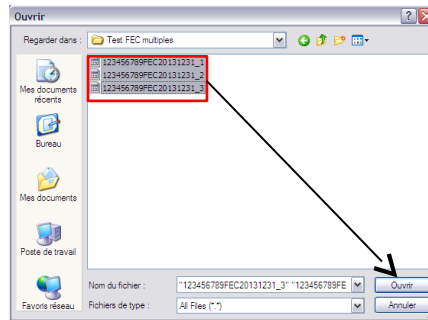 Ouvrir
Regarder dans :
Test FEC multiples
123456789FEC20131231_1
123456789FEC20131231_2
123456789FEC20131231_3
Mes documents
récents
Bureau
Mes documents
Poste de travail
Favoris réseau
Nom du fichier :
"123456789FEC20131231_3" "123456789FE
Ouvrir
Fichiers de type :
All Files (*.*)
Annuler